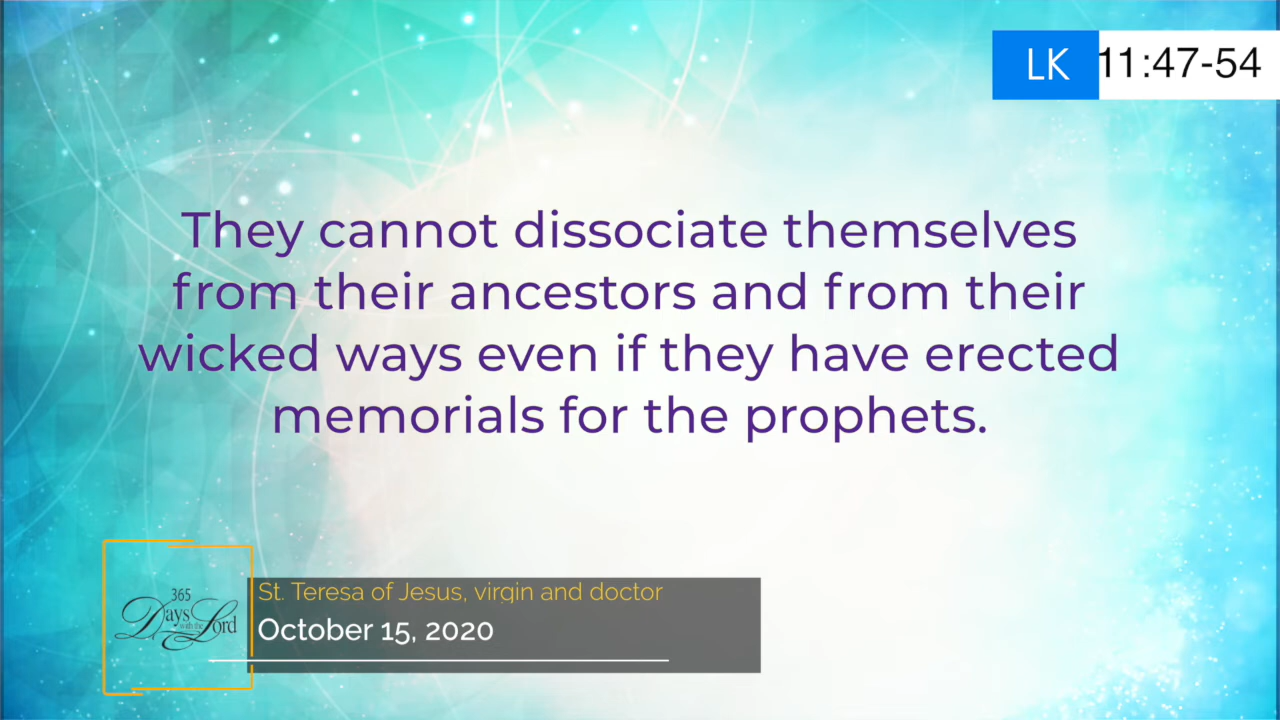 LK 11:47-54
They cannot dissociate themselves
from their ancestors and from their
wicked ways even if they have erected
memorials for the prophets.
365
Days with the Lord
St. Teresa of Jesus, virgin and doctor
October 15, 2020